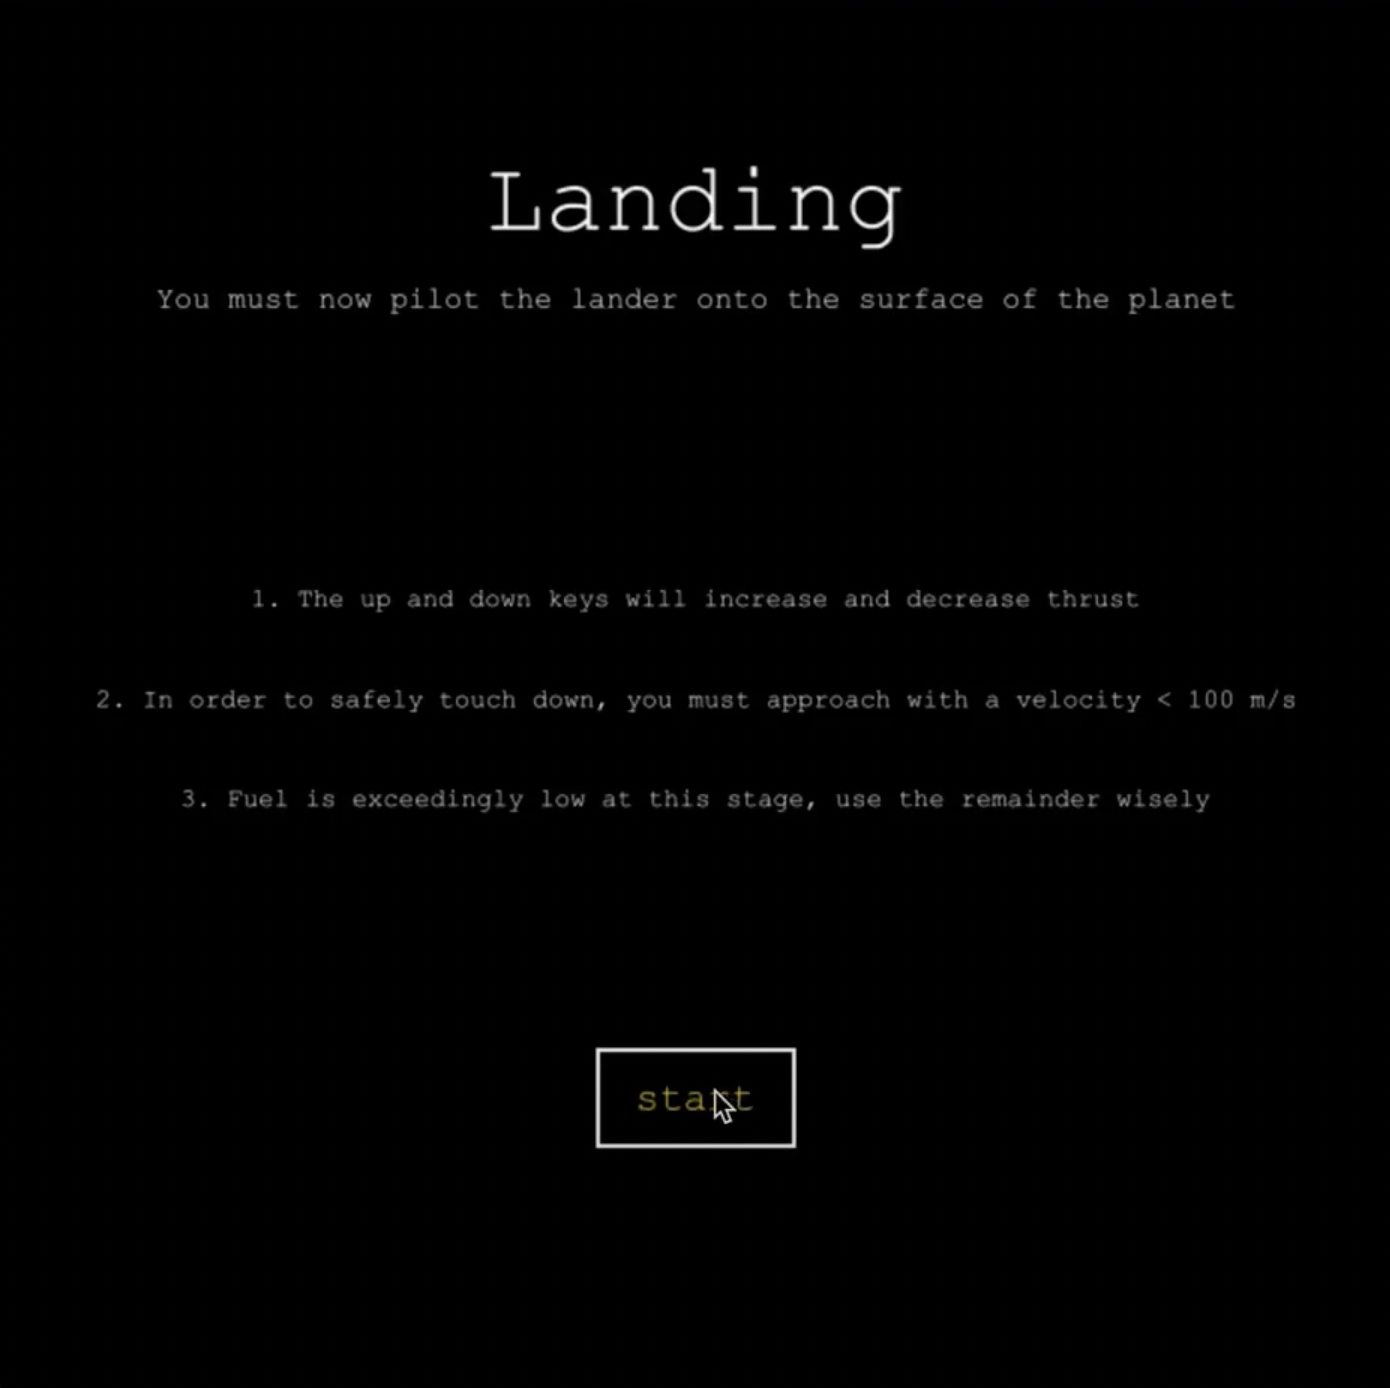 Landing
You must now pilot the lander onto the surface of the planet
1. The up and down keys will increase and decrease thrust
2. In order to safely touch down, you must approach with a velocity < 100 m/s
3. Fuel is exceedingly low at this stage, use the remainder wisely
start